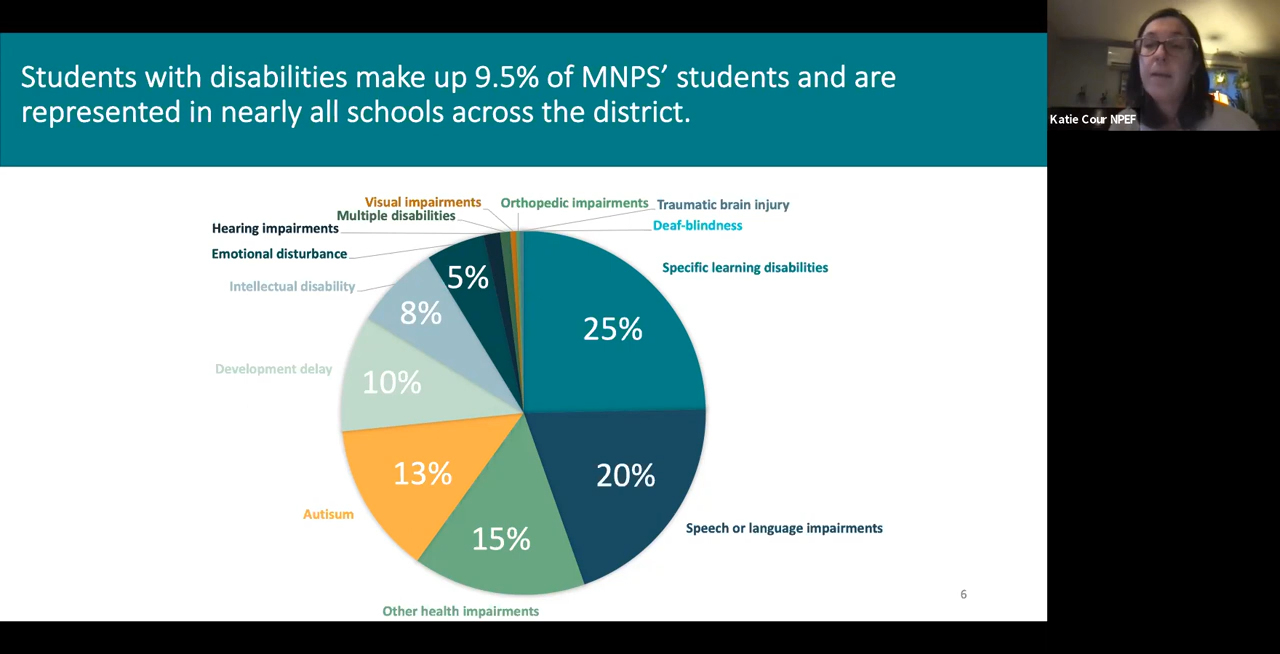 Students with disabilities make up 9.5% of MNPS’ students and are
represented in nearly all schools across the district.
Katie Cour NPEF
Visual impairments
Orthopedic impairments
Traumatic brain injury
Multiple disabilities
Deaf-blindness
Hearing impairments
Emotional disturbance
Specific learning disabilities
5%
Intellectual disability
8%
25%
Development delay
10%
13%
20%
Autisum
Speech or language impairments
15%
6
Other health impairments